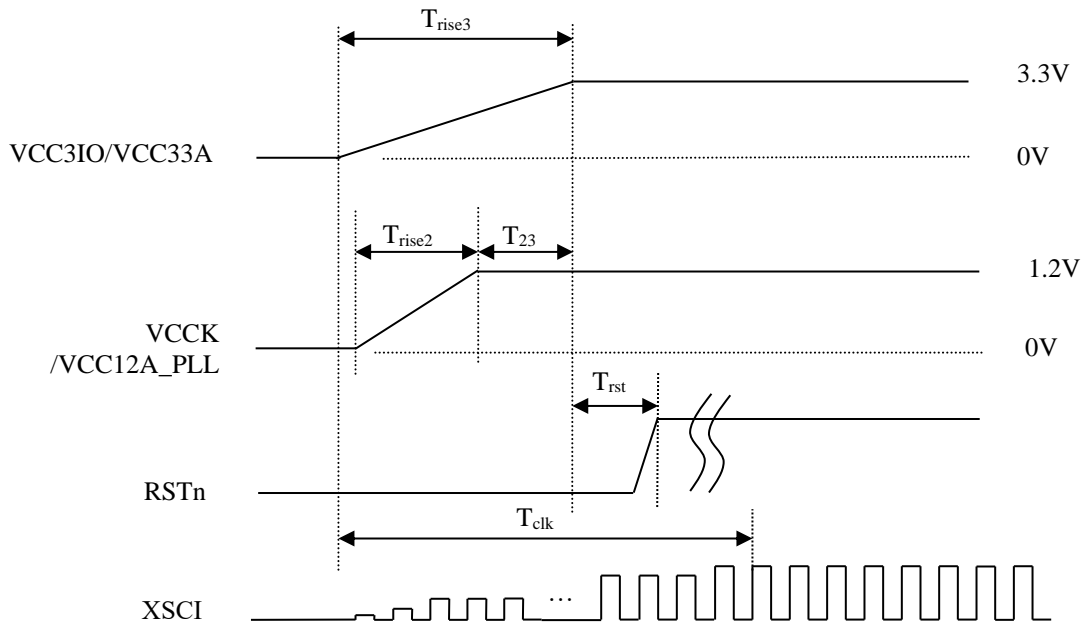 Trise3
3.3V
VCC3IO/VCC33A
0V
Trise2
T23
1.2V
VCCK
/VCC12A_PLL
0V
Trst
RSTn
Tclk
XSCI
...